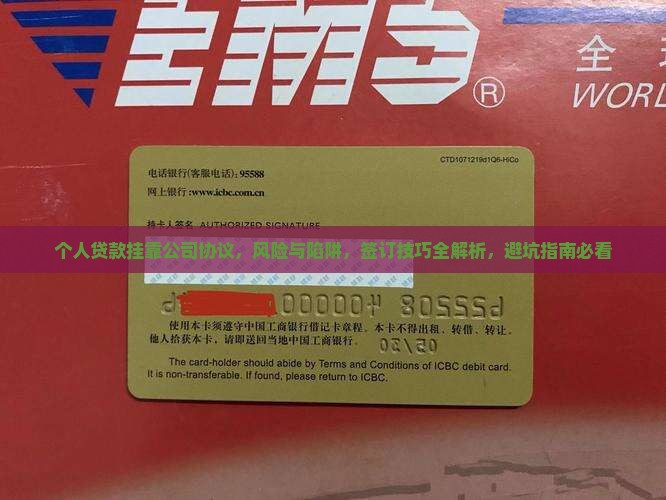 EMS®
全
WORL
CTD1071219d1Q6-HiCo
电话银行(客服电话):95588
网上银行:www.icbc.com.cn
持卡人签名 AUTHORIZED SIGNATURE
个人贷款挂靠公司协议，风险与陷阱，签订技巧全解析，避坑指南必看
使用本卡须遵守中国工商银行借记卡章程。本卡不得出租、转借、转让。
他人拾获本卡，请即送回当地中国工商银行。
The card-holder should abide by Terms and Conditions of ICBC debit card.
It is non-transferable. If found, please return to ICBC.